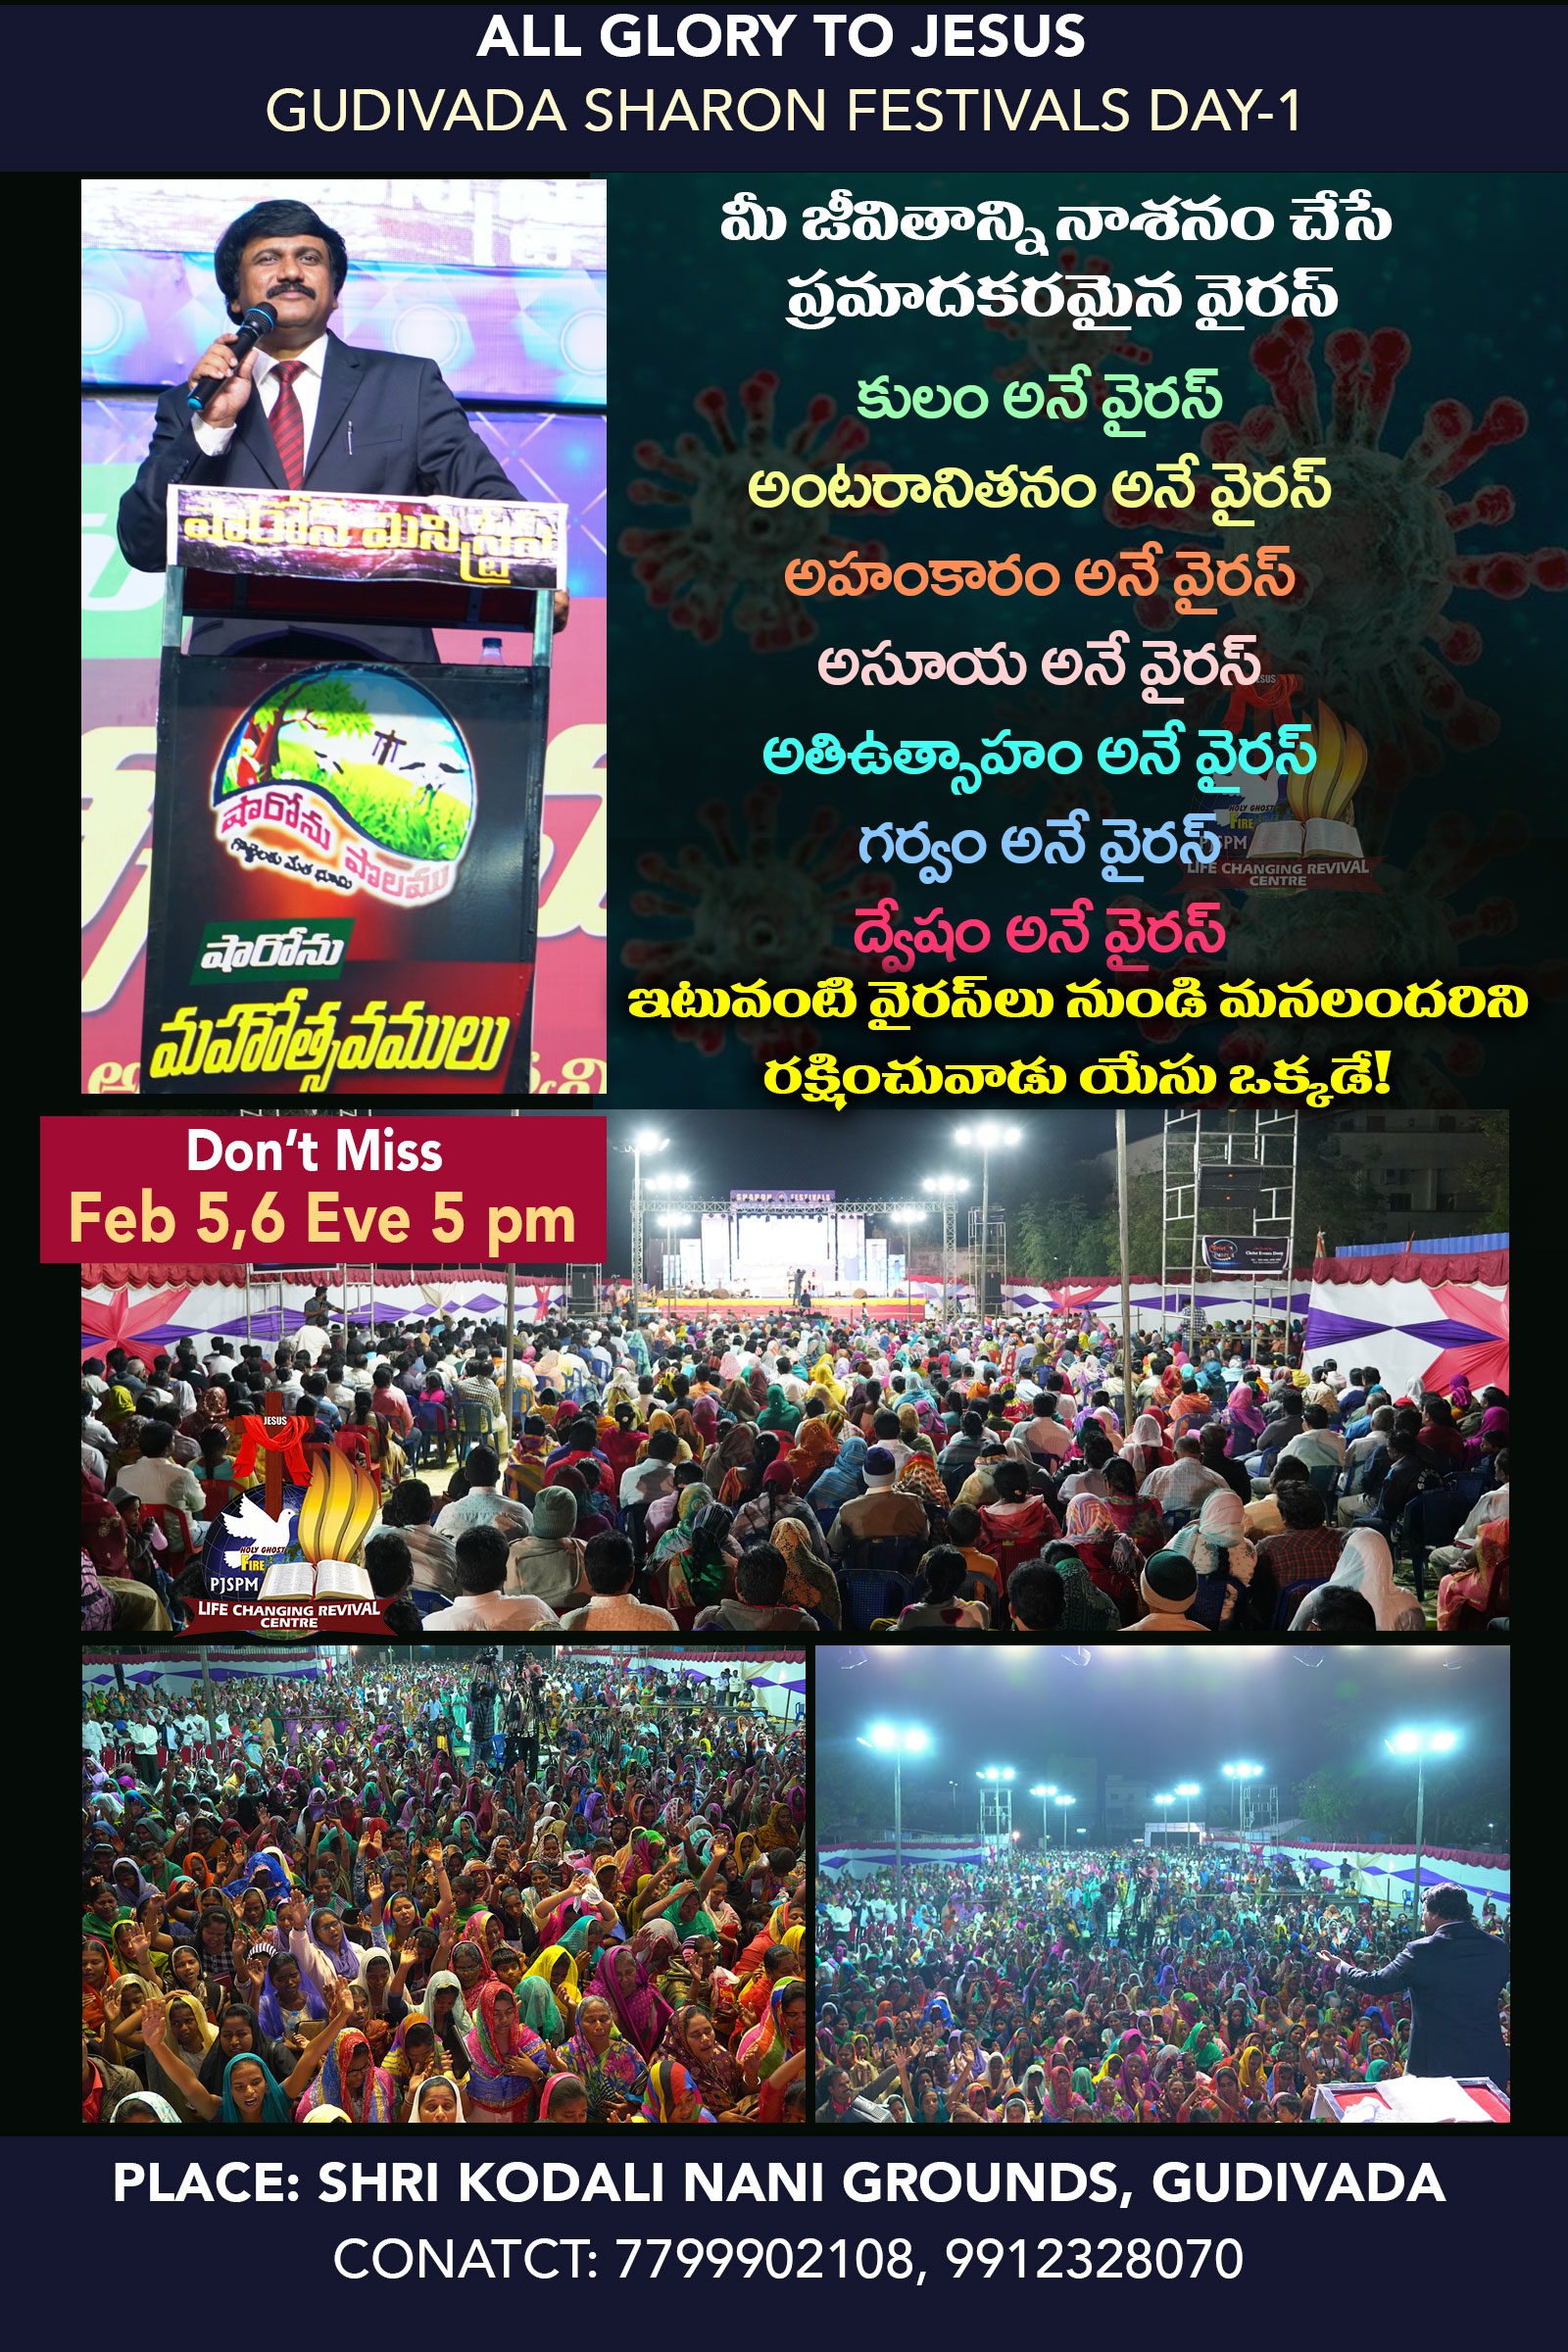 ALL GLORY TO JESUS
GUDIVADA SHARON FESTIVALS DAY-1
మీ జీవితాన్ని నాశనం చేసే
ప్రమాదకరమైన వైరస్
కులం అనే వైరస్
అంటరానితనం అనే వైరస్
అహంకారం అనే వైరస్
అసూయ అనే వైరస్
అతిఉత్సాహం అనే వైరస్
గర్వం అనే వైరస్
ద్వేషం అనే వైరస్
ఇటువంటి వైరస్‌లు నుండి మనలందరిని
రక్షించువాడు యేసు ఒక్కడే!
షారోన్ మినిస్ట్రీస్
షారోను పొలము
గొఱ్ఱెలకు మేత భూమి
షారోను
మహోత్సవములు
JESUS
HOLY GHOST
FIRE
PJSPM
LIFE CHANGING REVIVAL
CENTRE
Don't Miss
Feb 5,6 Eve 5 pm
SHARON FESTIVALS
JESUS
HOLY GHOST
FIRE
PJSPM
LIFE CHANGING REVIVAL
CENTRE
PLACE: SHRI KODALI NANI GROUNDS, GUDIVADA
CONATCT: 7799902108, 9912328070